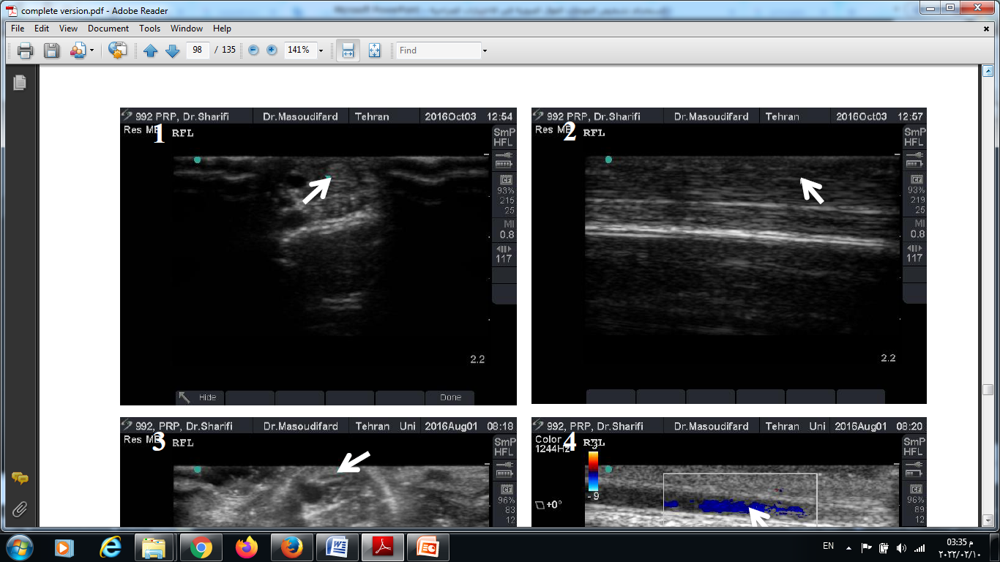 complete version.pdf - Adobe Reader
File Edit View Document Tools Window Help
98 / 135 141% Find
992 PRP, Dr.Sharifi Dr.Masoudifard Tehran 2016Oct03 12:54
Res MB 1 RFL
SmP
HFL
CF
93%
215
25
MI
0.8
117
2.2
Hide Done
992 PRP, Dr.Sharifi Dr.Masoudifard Tehran 2016Oct03 12:57
Res MB 2 RFL
SmP
HFL
CF
93%
219
25
MI
0.8
117
2.2
992, PRP, Dr.Sharifi Dr.Masoudifard Tehran Uni 2016Aug01 08:18
Res MB 3 RFL
SmP
HFL
CF
96%
83
12
992, PRP, Dr.Sharifi Dr.Masoudifard Tehran Uni 2016Aug01 08:20
Color 4 RFL
1244Hz
- 9
+0°
SmP
HFL
CF
96%
89
12
EN
03:35 م
٢٠٢٢/٠٢/١٠